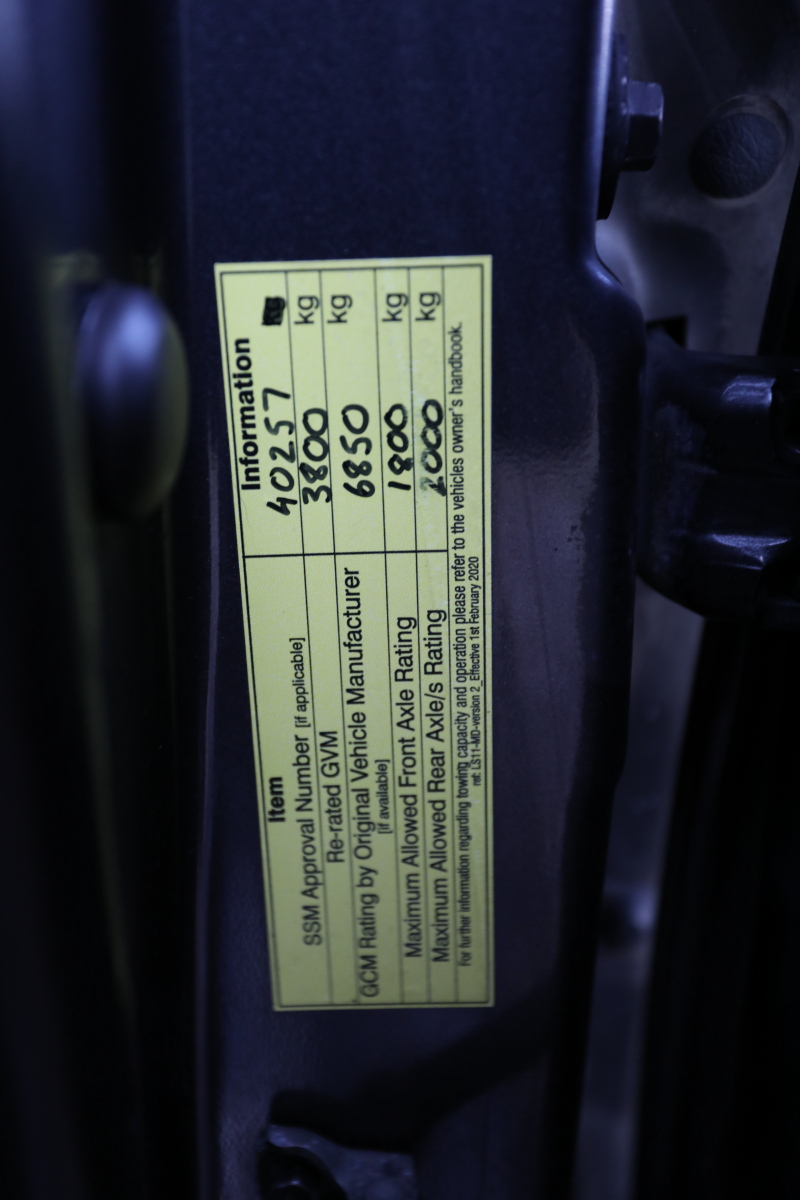 Item Information
SSM Approval Number [if applicable] 40257
Re-rated GVM 3800 kg
GCM Rating by Original Vehicle Manufacturer 6850 kg
[if available]
Maximum Allowed Front Axle Rating 1800 kg
Maximum Allowed Rear Axle/s Rating 2000 kg
For further information regarding towing capacity and operation please refer to the vehicles owner's handbook.
ref: LS11-MD-version 2_Effective 1st February 2020